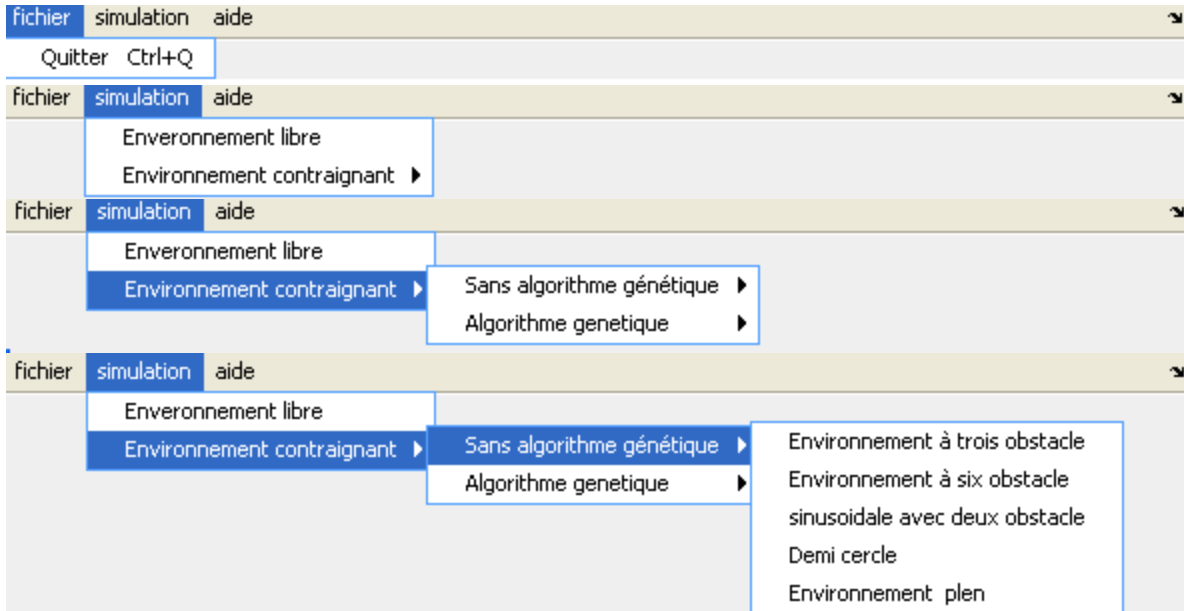 fichier simulation aide
Quitter Ctrl+Q
fichier simulation aide
Enveronnement libre
Environnement contraignant
fichier simulation aide
Enveronnement libre
Environnement contraignant Sans algorithme génétique
Algorithme genetique
fichier simulation aide
Enveronnement libre
Environnement contraignant Sans algorithme génétique Environnement à trois obstacle
Algorithme genetique Environnement à six obstacle
sinusoidale avec deux obstacle
Demi cercle
Environnement plen